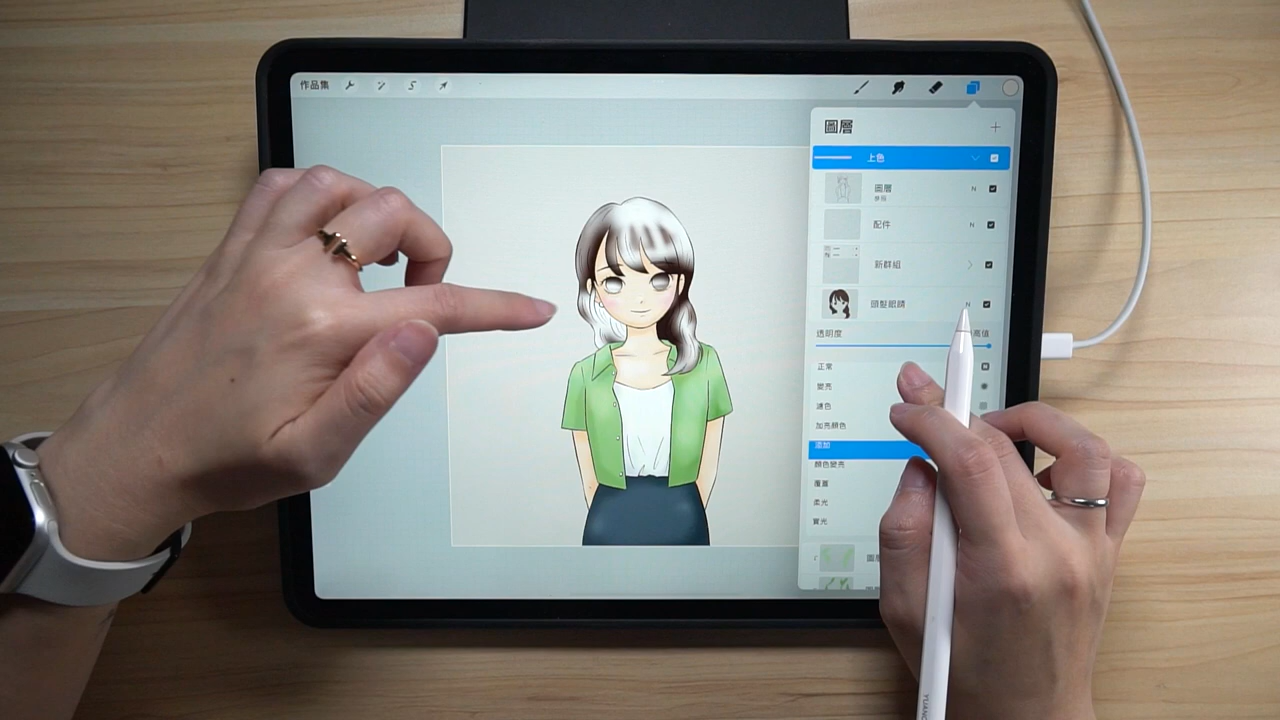 作品集
圖層
上色
圖層
N
配件
N
新群組
頭髮眼睛
N
透明度
高值
正常
變亮
濾色
加亮顏色
添加
顏色變亮
覆蓋
柔光
實光